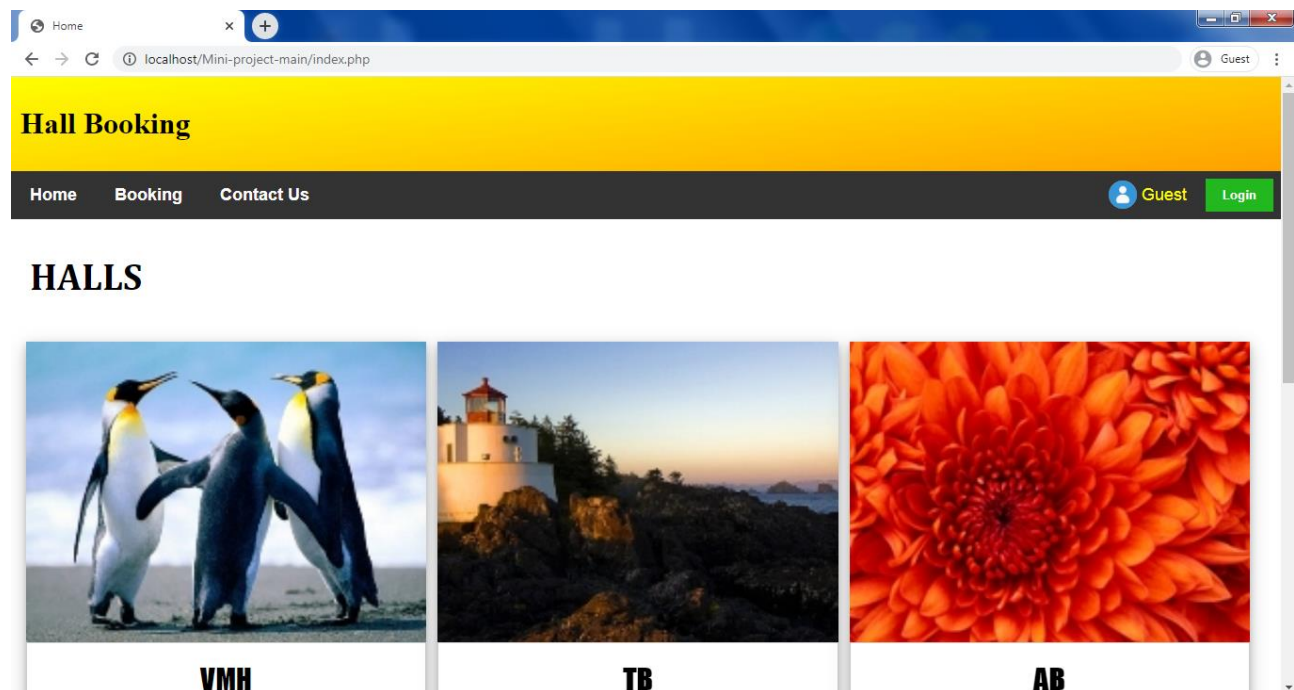 Home
localhost/Mini-project-main/index.php
Guest
Hall Booking
Home Booking Contact Us Guest Login
HALLS
VMH TB AB